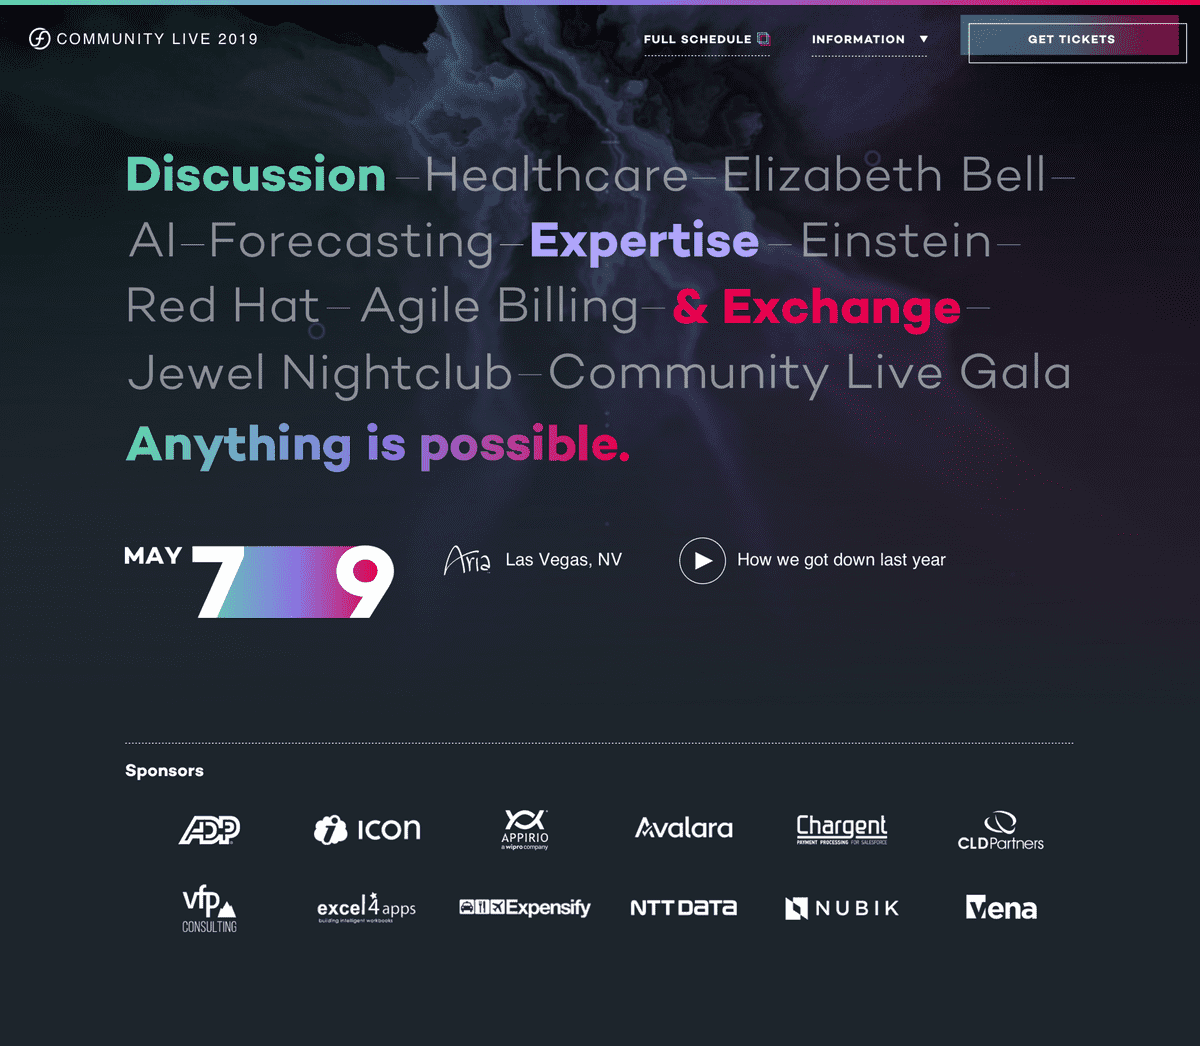 COMMUNITY LIVE 2019
FULL SCHEDULE
INFORMATION
GET TICKETS
Discussion — Healthcare — Elizabeth Bell —
AI — Forecasting — Expertise — Einstein —
Red Hat — Agile Billing — & Exchange —
Jewel Nightclub — Community Live Gala
Anything is possible.
MAY 7 9
Aria Las Vegas, NV
How we got down last year
Sponsors
ADP
icon
APPIRIO
a wipro company
Avalara
Chargent
PAYMENT PROCESSING FOR SALESFORCE
CLDPartners
vfp
CONSULTING
excel4apps
building intelligent workbooks
Expensify
NTT DATA
NUBIK
Vena